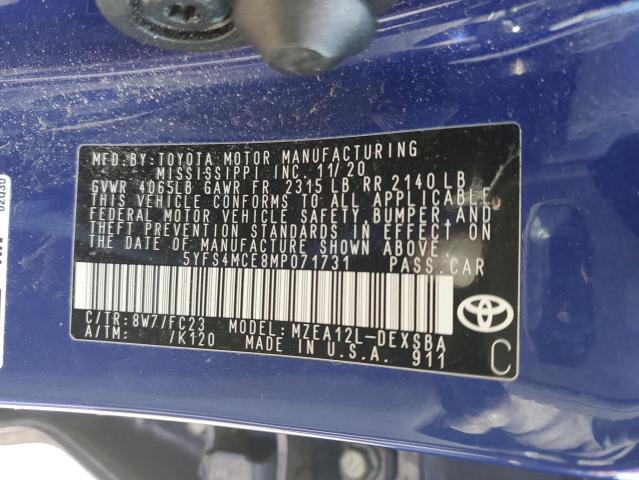 MFD. BY: TOYOTA MOTOR MANUFACTURING
MISSISSIPPI INC. 11/20
GVWR 4065LB GAWR FR 2315 LB RR 2140 LB
THIS VEHICLE CONFORMS TO ALL APPLICABLE
FEDERAL MOTOR VEHICLE SAFETY, BUMPER, AND
THEFT PREVENTION STANDARDS IN EFFECT
ON THE DATE OF MANUFACTURE SHOWN ABOVE.
5YFS4MCE8MP071731 PASS.CAR
C/TR: 8W7/FC23 MODEL: MZEA12L-DEXSBA
A/TM: /K120 MADE IN U.S.A. 911
TOYOTA
C